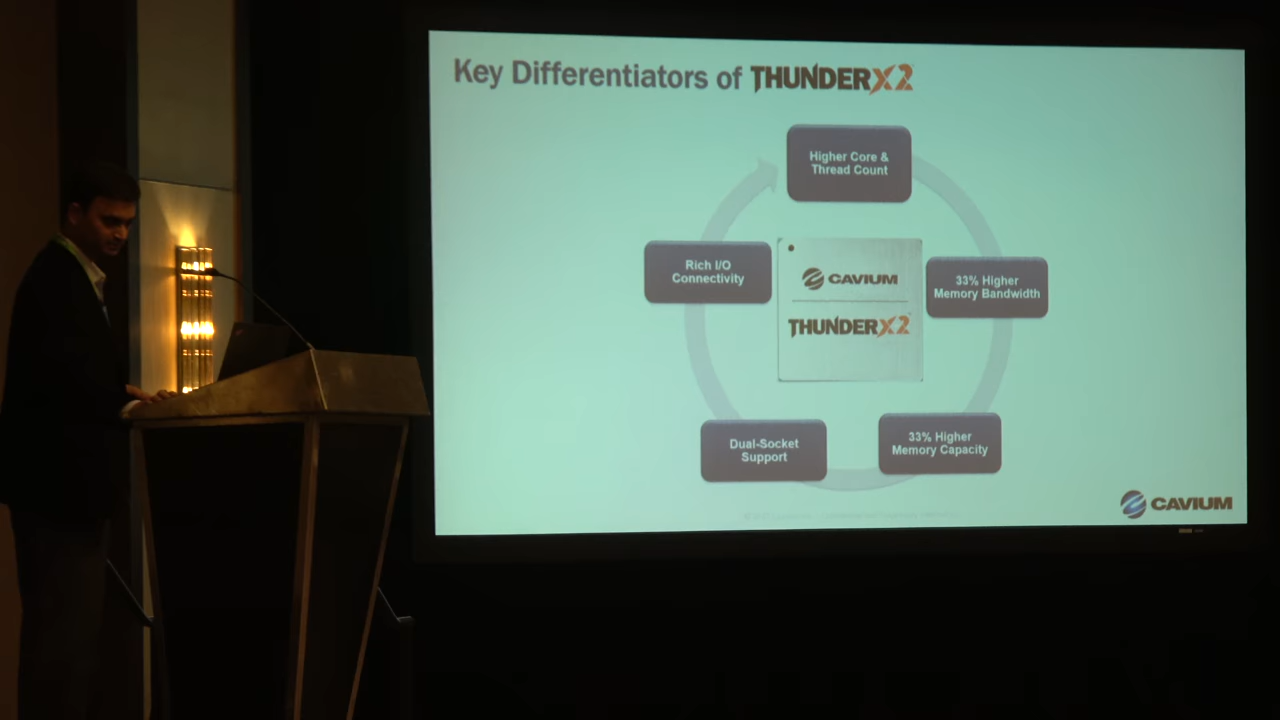 Key Differentiators of THUNDERX2
Higher Core &
Thread Count
Rich I/O
Connectivity
CAVIUM
THUNDERX2
33% Higher
Memory Bandwidth
Dual-Socket
Support
33% Higher
Memory Capacity
CAVIUM